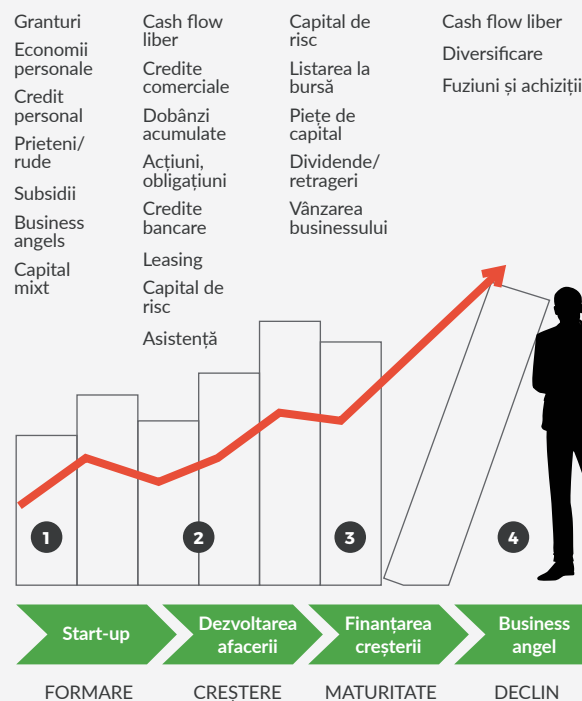 Granturi
Economii
personale
Credit
personal
Prieteni/
rude
Subsidii
Business
angels
Capital
mixt
Cash flow
liber
Credite
comerciale
Dobânzi
acumulate
Acțiuni,
obligațiuni
Credite
bancare
Leasing
Capital de
risc
Asistență
Capital de
risc
Listarea la
bursă
Piețe de
capital
Dividende/
retrageri
Vânzarea
businessului
Cash flow liber
Diversificare
Fuziuni și achiziții
1
2
3
4
Start-up
Dezvoltarea
afacerii
Finanțarea
creșterii
Business
angel
FORMARE
CREȘTERE
MATURITATE
DECLIN